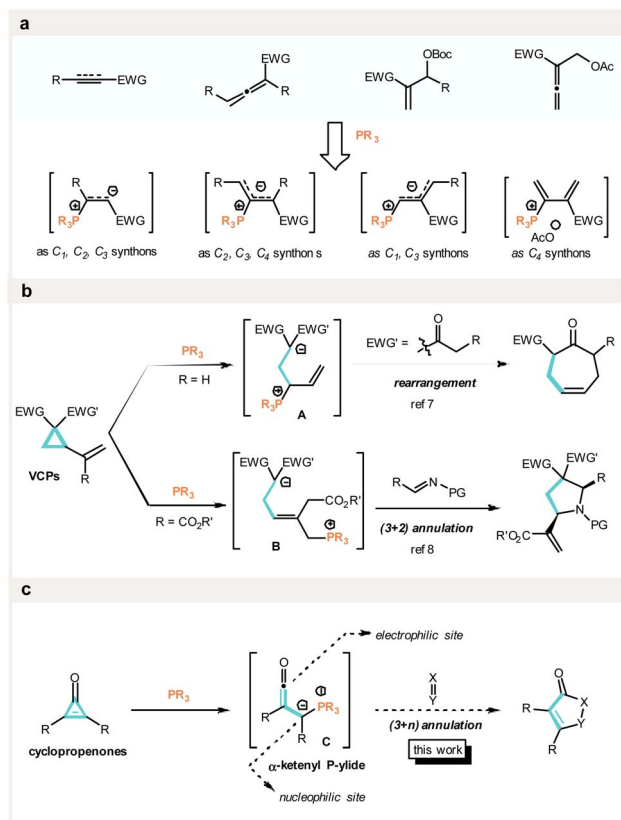 a
R
EWG
EWG
R
R
OBoc
EWG
R
EWG
OAc
PR3
R
R3P
EWG
as C1, C2, C3 synthons
R
R3P
EWG
as C2, C3, C4 synthon s
R
R3P
EWG
as C1, C3 synthons
R3P
EWG
AcO
as C4 synthons
b
EWG EWG'
R
VCPs
PR3
R = H
EWG EWG'
R3P
A
EWG' =
O
R
rearrangement
ref 7
EWG
O
R
PR3
R = CO2R'
EWG EWG'
CO2R'
PR3
B
R
N
PG
(3+2) annulation
ref 8
EWG EWG'
R
N
PG
R'O2C
c
O
R
R
cyclopropenones
PR3
electrophilic site
O
PR3
R
R
C
α-ketenyl P-ylide
nucleophilic site
X
Y
(3+n) annulation
this work
O
R
X
Y
R